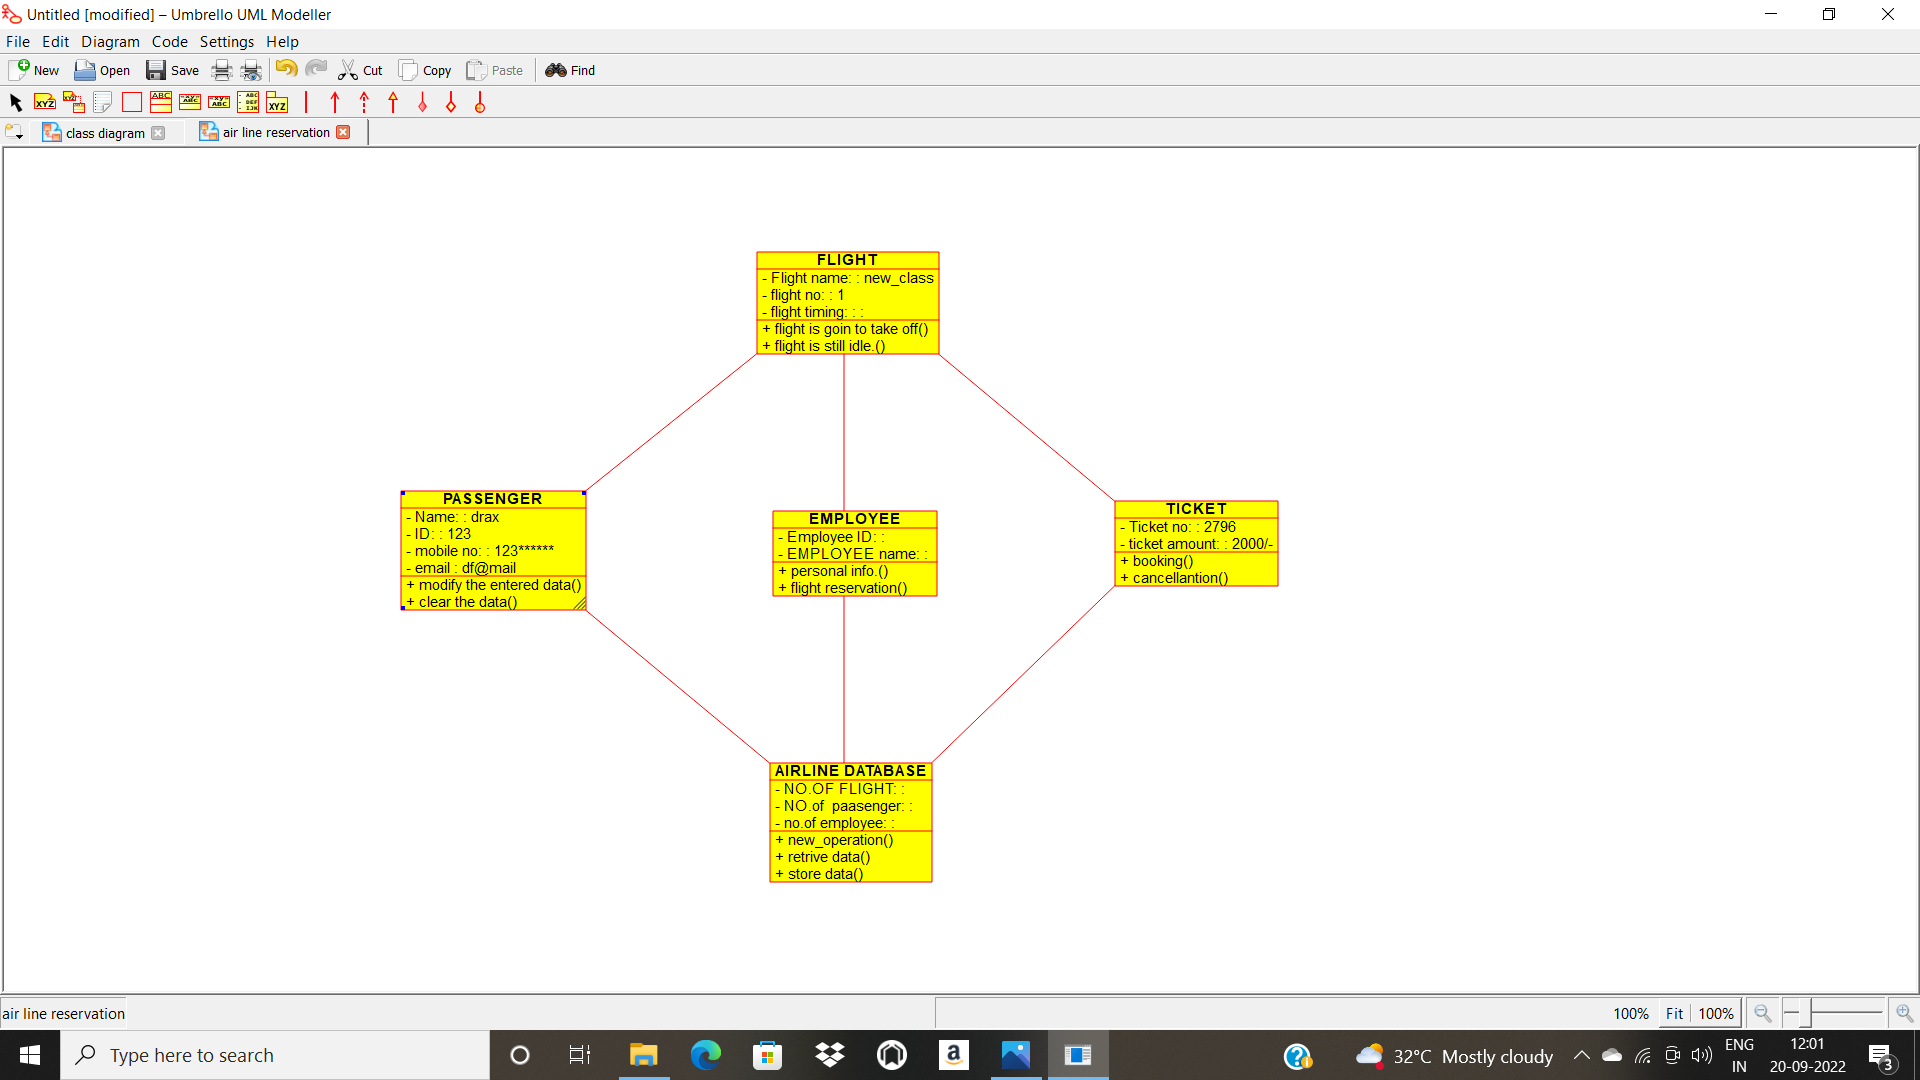 Untitled [modified] – Umbrello UML Modeller
File Edit Diagram Code Settings Help
New Open Save Cut Copy Paste Find
class diagram air line reservation
FLIGHT
- Flight name: : new_class
- flight no: : 1
- flight timing: : :
+ flight is goin to take off()
+ flight is still idle.()
PASSENGER
- Name: : drax
- ID: : 123
- mobile no: : 123******
- email : df@mail
+ modify the entered data()
+ clear the data()
EMPLOYEE
- Employee ID: :
- EMPLOYEE name: :
+ personal info.()
+ flight reservation()
TICKET
- Ticket no: : 2796
- ticket amount: : 2000/-
+ booking()
+ cancellantion()
AIRLINE DATABASE
- NO.OF FLIGHT: :
- NO.of  paasenger: :
- no.of employee: :
+ new_operation()
+ retrive data()
+ store data()
air line reservation
100% Fit 100%
Type here to search
32°C Mostly cloudy
ENG
IN
12:01
20-09-2022
3